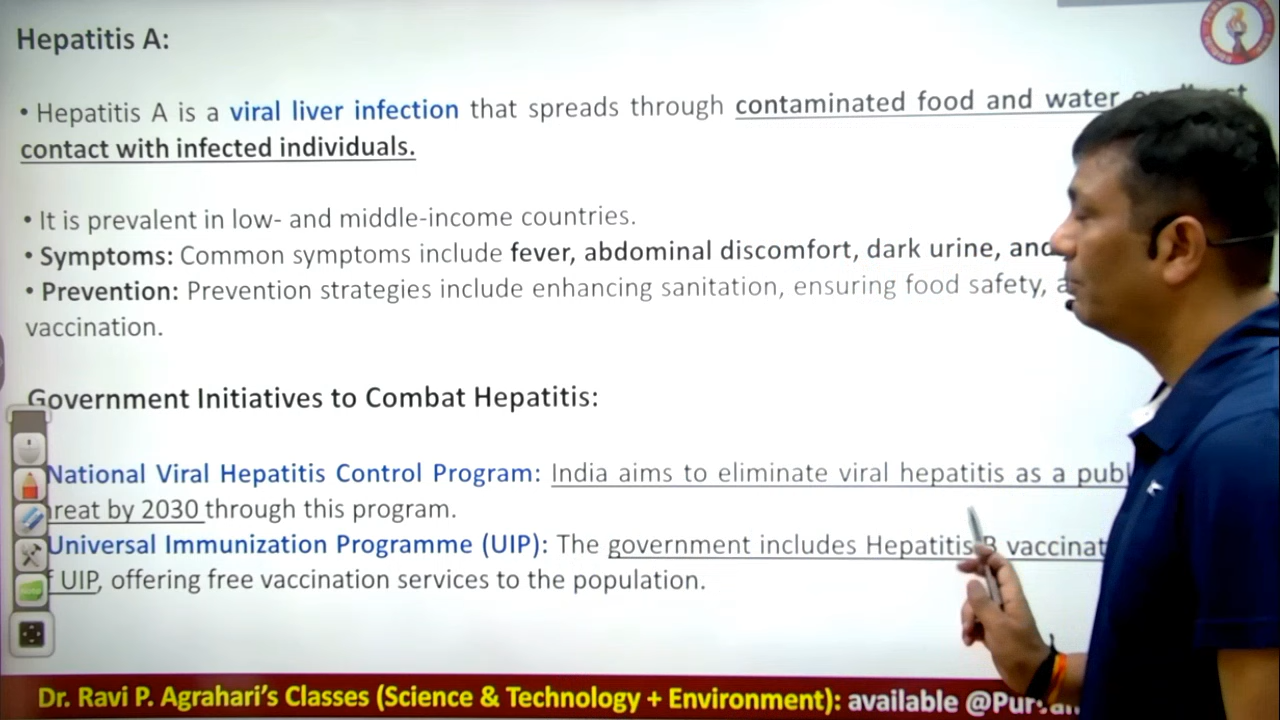 Hepatitis A:
• Hepatitis A is a viral liver infection that spreads through contaminated food and water
contact with infected individuals.
• It is prevalent in low- and middle-income countries.
• Symptoms: Common symptoms include fever, abdominal discomfort, dark urine, and
• Prevention: Prevention strategies include enhancing sanitation, ensuring food safety,
vaccination.
Government Initiatives to Combat Hepatitis:
National Viral Hepatitis Control Program: India aims to eliminate viral hepatitis as a publ
reat by 2030 through this program.
Universal Immunization Programme (UIP): The government includes Hepatitis B vaccinat
UIP, offering free vaccination services to the population.
Dr. Ravi P. Agrahari's Classes (Science & Technology + Environment): available